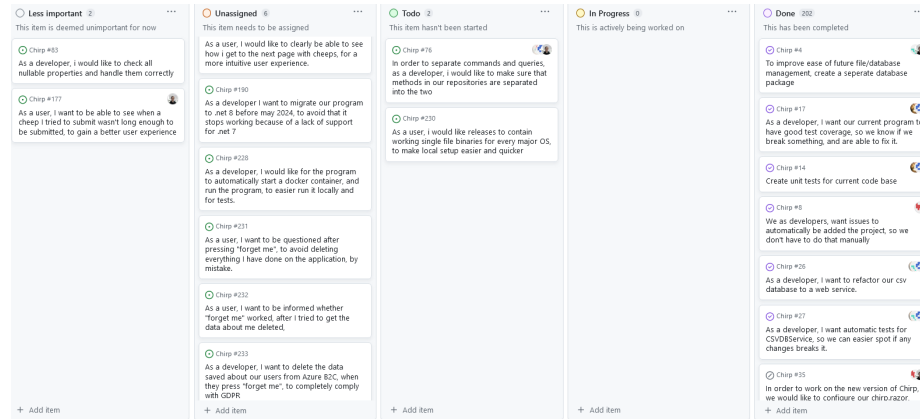 Less important 2 ...
This item is deemed unimportant for now
Chirp #83
As a developer, i would like to check all
nullable properties and handle them correctly
Chirp #177
As a user, I want to be able to see when a
cheep i tried to submit wasn't long enough to
be submitted, to gain a better user experience
+ Add item
Unassigned 6 ...
This item needs to be assigned
As a user, i would like to clearly be able to see
how i get to the next page with cheeps, for a
more intuitive user experience.
Chirp #190
As a developer I want to migrate our program
to .net 8 before may 2024, to avoid that it
stops working because of a lack of support
for .net 7
Chirp #228
As a developer, I would like for the program
to automatically start a docker container, and
run the program, to easier run it locally and
for tests.
Chirp #231
As a user, I want to be questioned after
pressing "forget me", to avoid deleting
everything I have done on the application, by
mistake.
Chirp #232
As a user, I want to be informed whether
"forget me" worked, after I tried to get the
data about me deleted,
Chirp #233
As a developer, I want to delete the data
saved about our users from Azure B2C, when
they press "forget me", to completely comply
with GDPR
+ Add item
Todo 2 ...
This item hasn't been started
Chirp #76
In order to separate commands and queries,
as a developer, i would like to make sure that
methods in our repositories are separated
into the two
Chirp #230
As a user, i would like releases to contain
working single file binaries for every major OS,
to make local setup easier and quicker
+ Add item
In Progress 0 ...
This is actively being worked on
+ Add item
Done 202 ...
This has been completed
Chirp #4
To improve ease of future file/database
management, create a seperate database
package
Chirp #17
As a developer, I want our current program to
have good test coverage, so we know if we
break something, and are able to fix it.
Chirp #14
Create unit tests for current code base
Chirp #8
We as developers, want issues to
automatically be added the project, so we
don't have to do that manually
Chirp #26
As a developer, I want to refactor our csv
database to a web service.
Chirp #27
As a developer, I want automatic tests for
CSVDBService, so we can easier spot if any
changes breaks it.
Chirp #35
In order to work on the new version of Chirp,
we would like to configure our chirp.razor
+ Add item